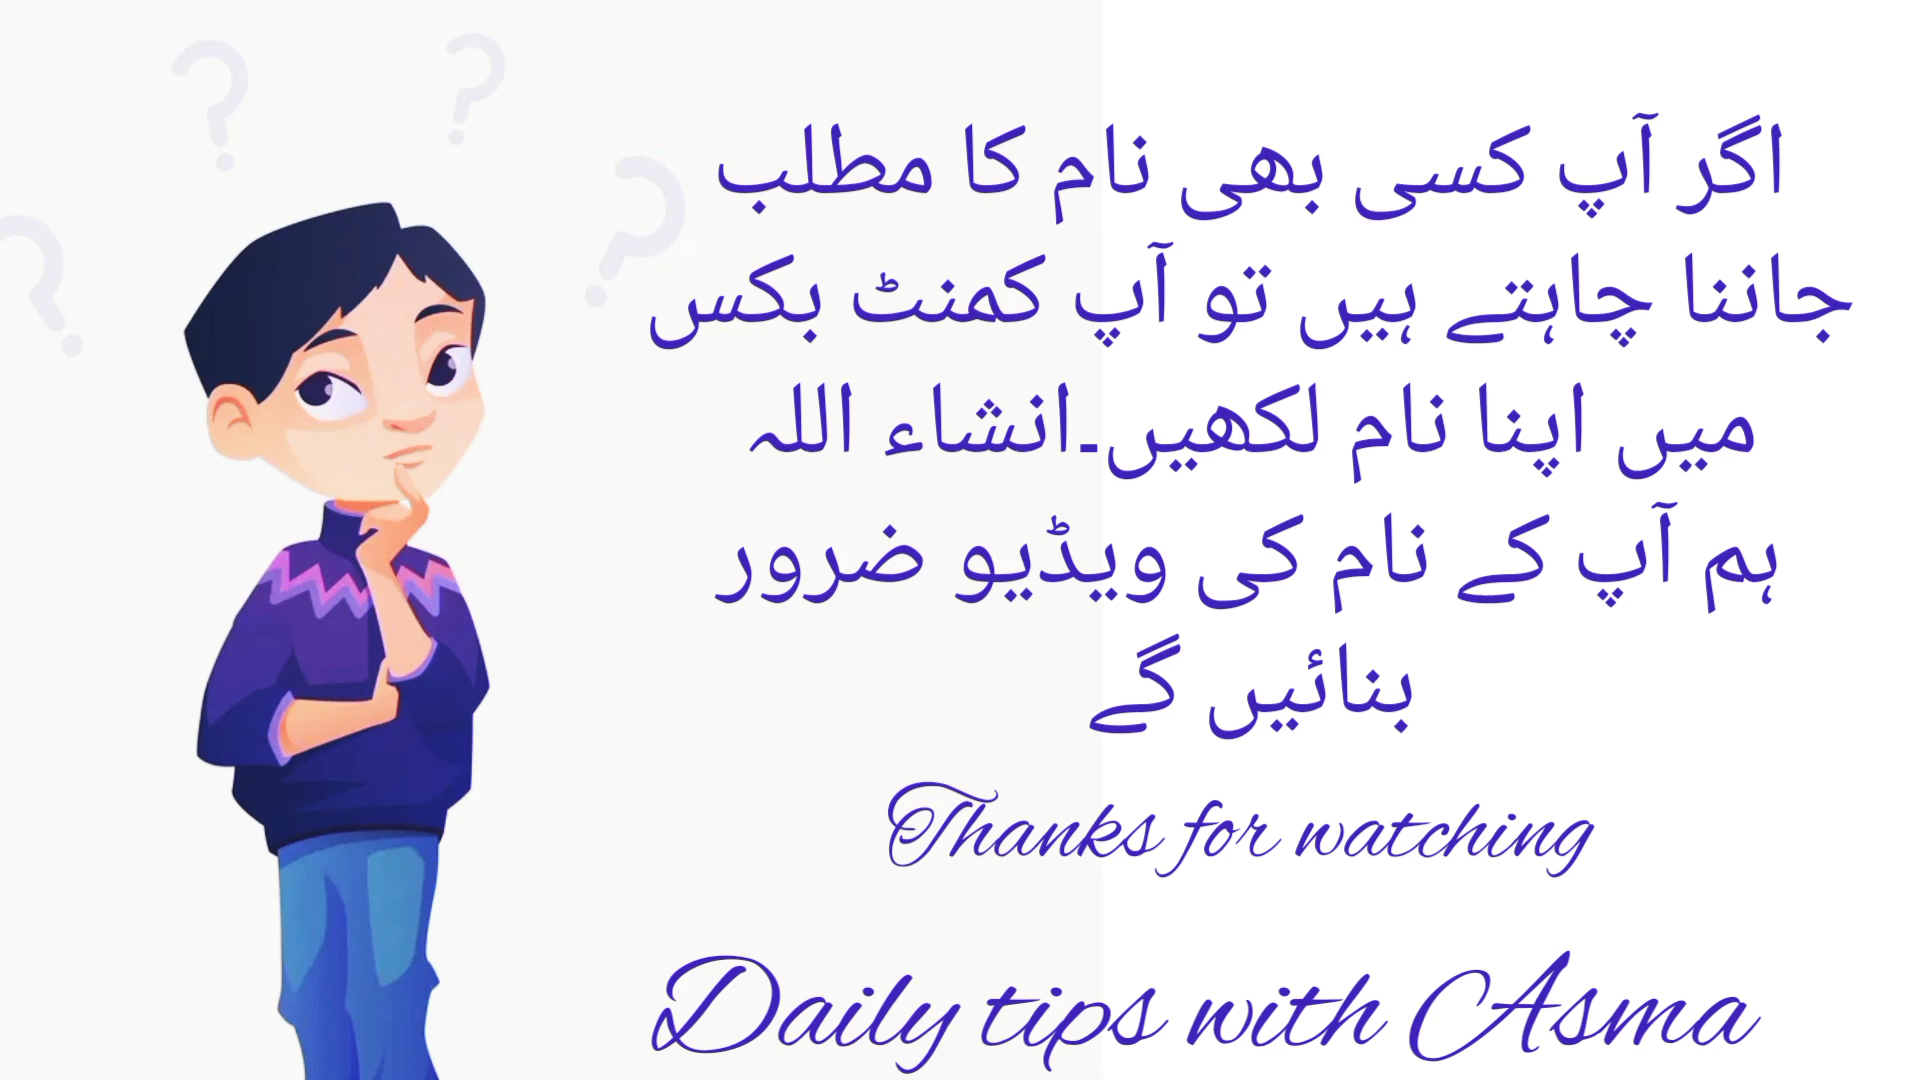 اگر آپ کسی بھی نام کا مطلب
جاننا چاہتے ہیں تو آپ کمنٹ بکس
میں اپنا نام لکھیں۔انشاء اللہ
ہم آپ کے نام کی ویڈیو ضرور
بنائیں گے
Thanks for watching
Daily tips with Asma